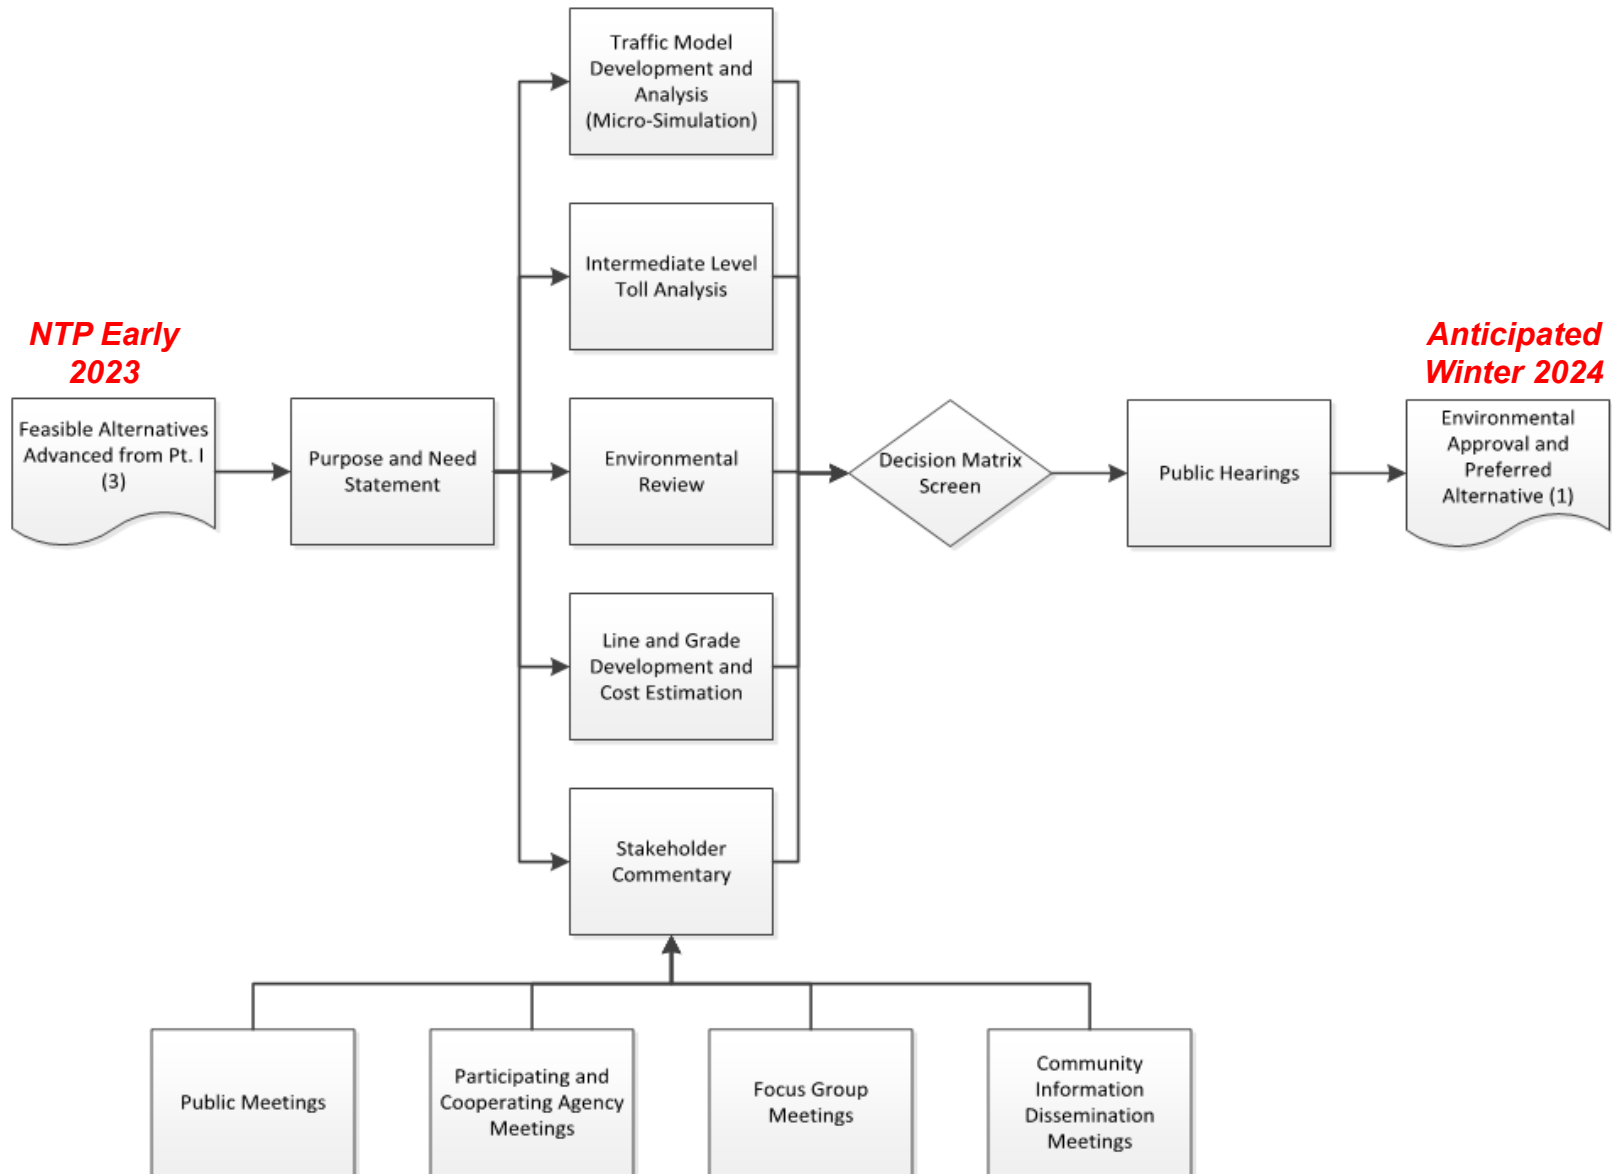 Traffic Model
Development and
Analysis
(Micro-Simulation)
Intermediate Level
Toll Analysis
NTP Early
2023
Anticipated
Winter 2024
Feasible Alternatives
Advanced from Pt. I
(3)
Purpose and Need
Statement
Environmental
Review
Decision Matrix
Screen
Public Hearings
Environmental
Approval and
Preferred
Alternative (1)
Line and Grade
Development and
Cost Estimation
Stakeholder
Commentary
Public Meetings
Participating and
Cooperating Agency
Meetings
Focus Group
Meetings
Community
Information
Dissemination
Meetings